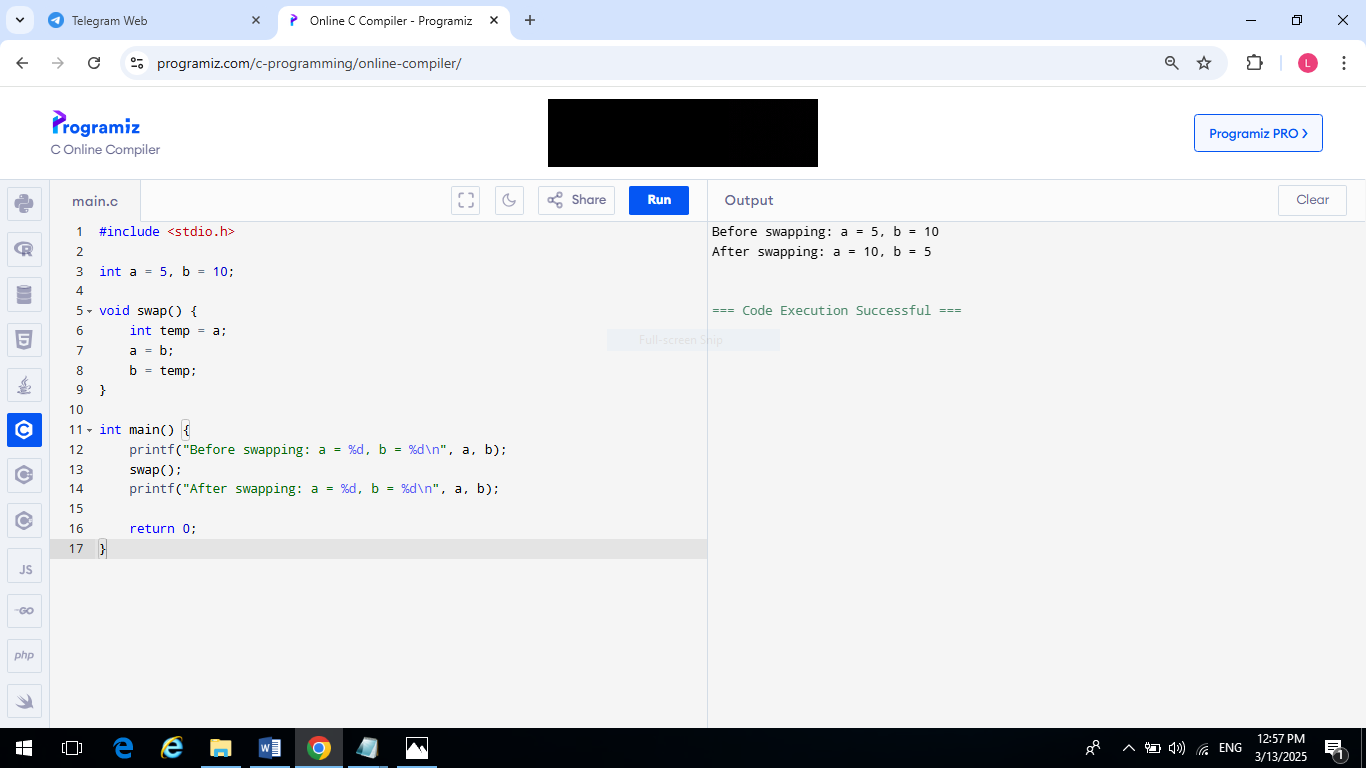 Telegram Web
Online C Compiler - Programiz
programiz.com/c-programming/online-compiler/
L
Programiz
C Online Compiler
Programiz PRO >
main.c
Share
Run
Output
Clear
1 #include <stdio.h>
2
3 int a = 5, b = 10;
4
5 void swap() {
6 int temp = a;
7 a = b;
8 b = temp;
9 }
10
11 int main() {
12 printf("Before swapping: a = %d, b = %d\n", a, b);
13 swap();
14 printf("After swapping: a = %d, b = %d\n", a, b);
15
16 return 0;
17 }
Before swapping: a = 5, b = 10
After swapping: a = 10, b = 5
=== Code Execution Successful ===
Full-screen Snip
JS
GO
php
ENG
12:57 PM
3/13/2025
1